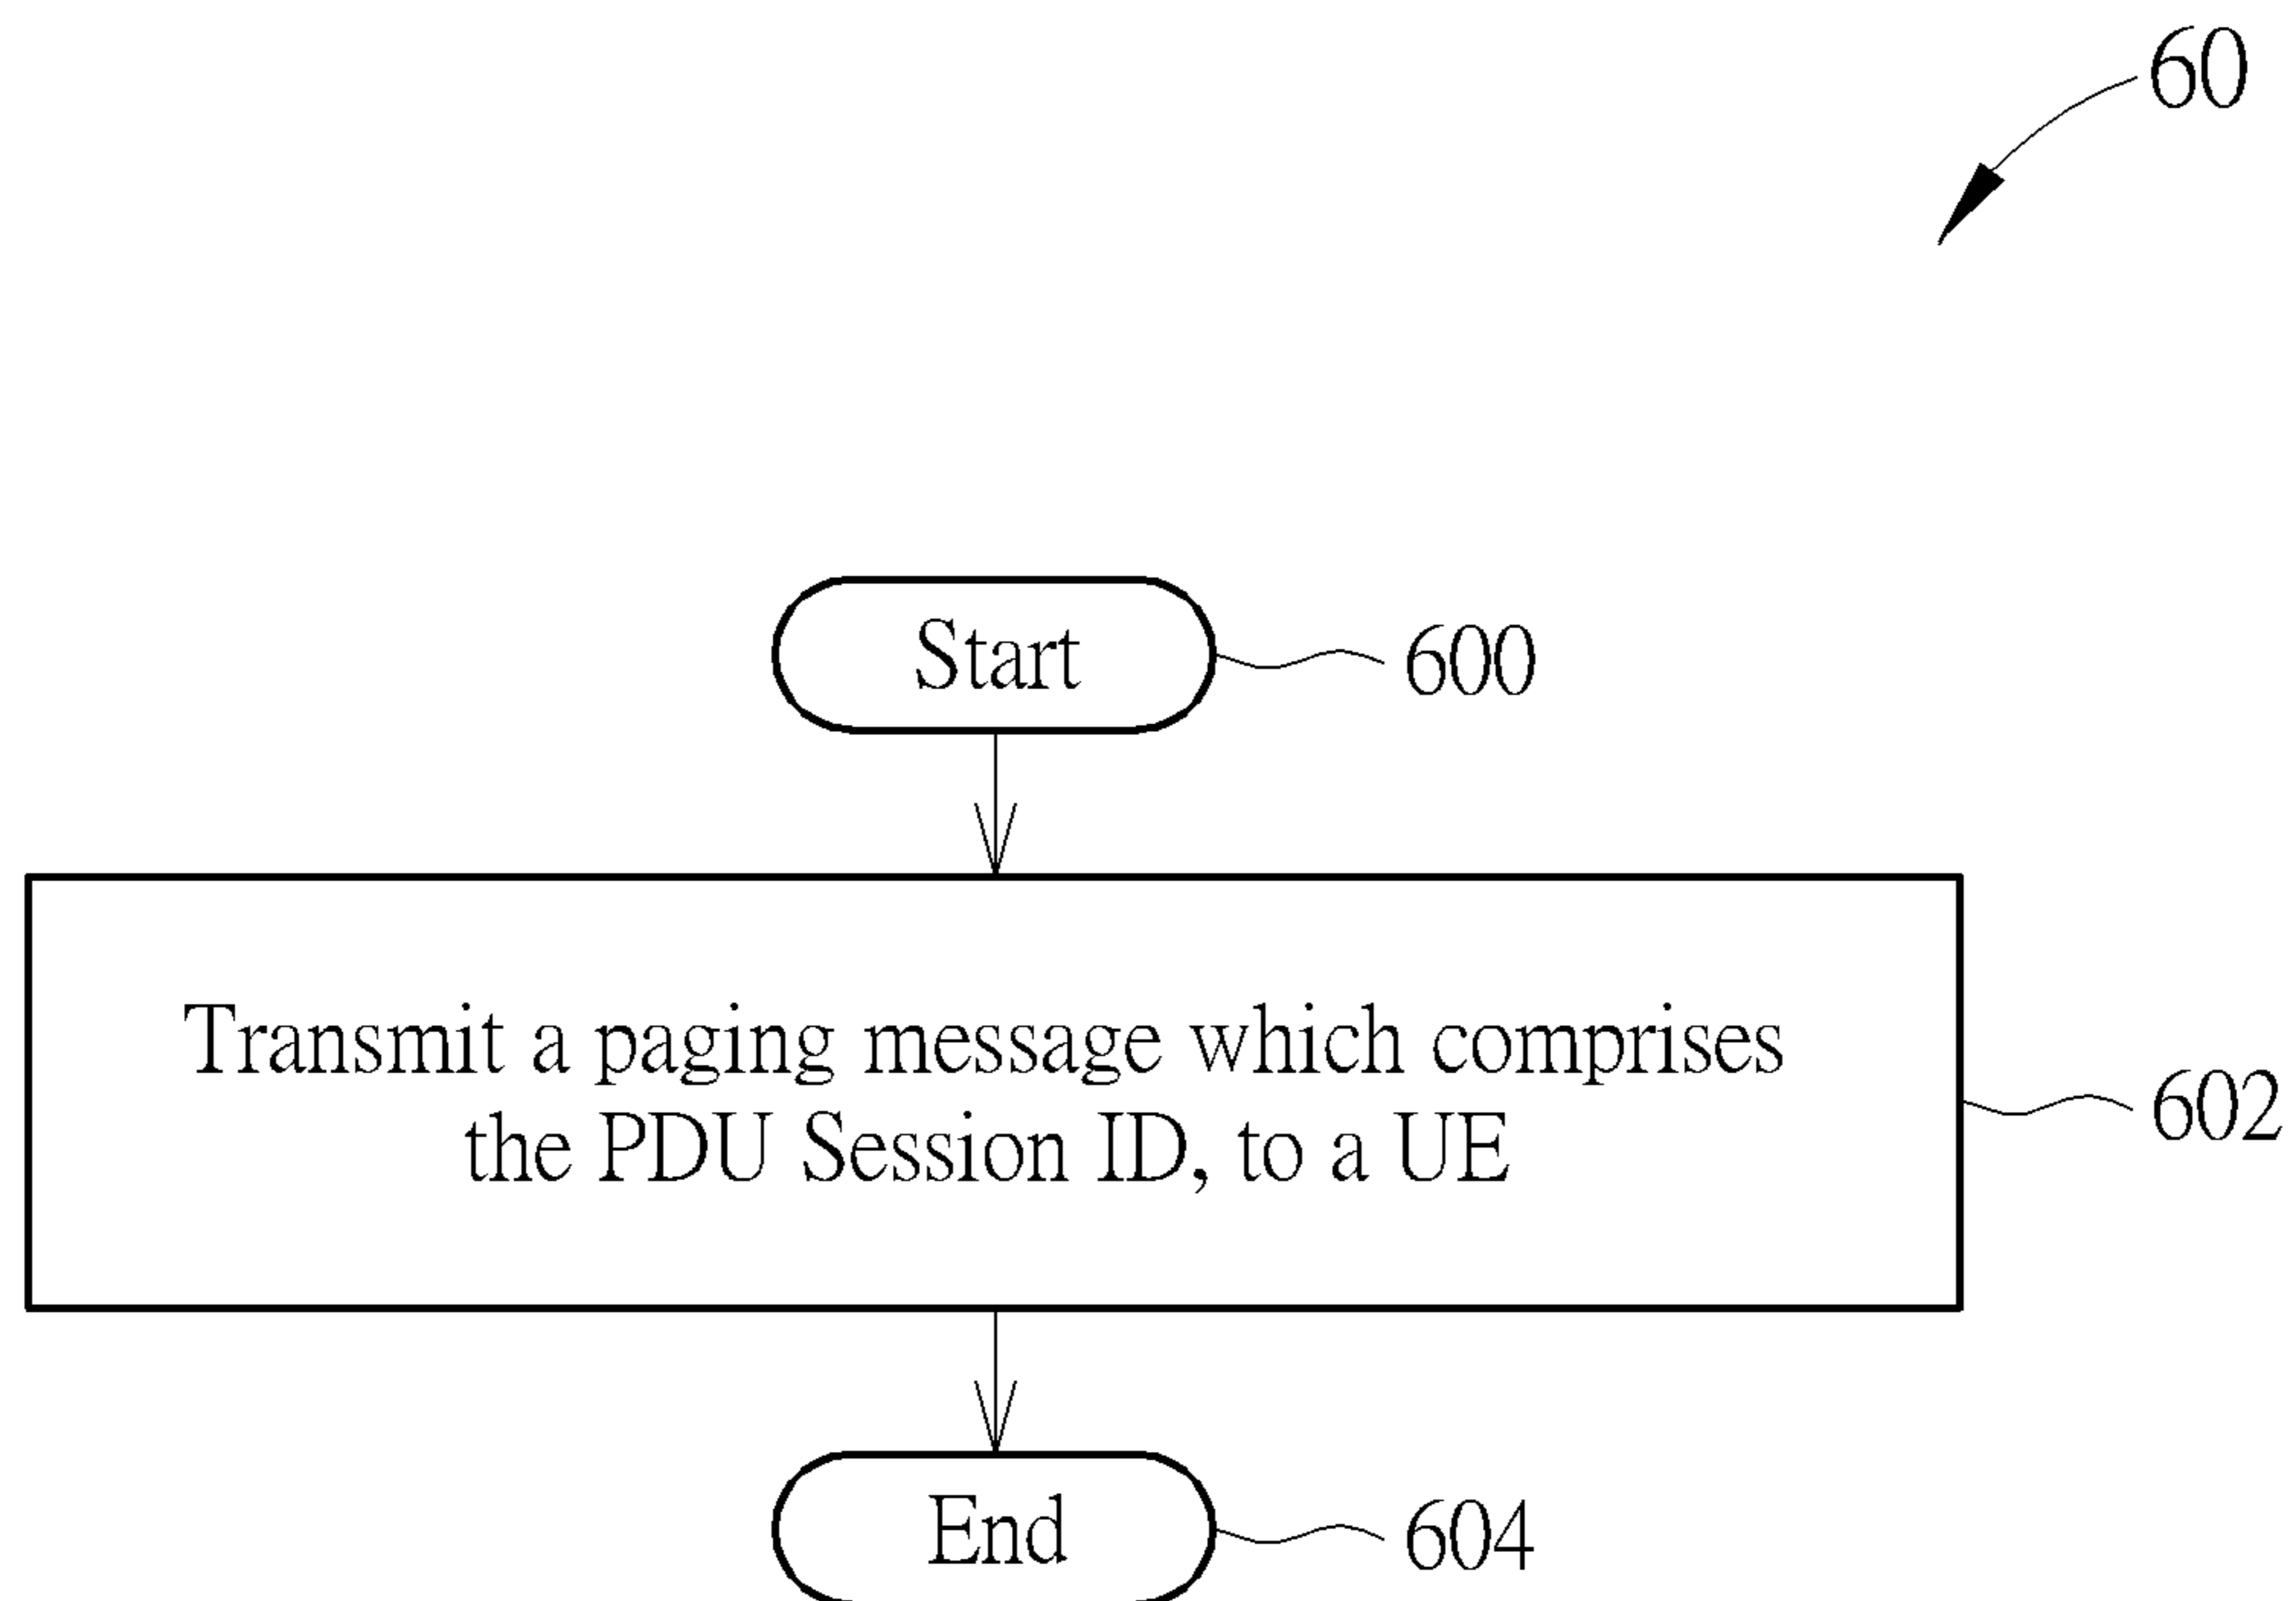 60
Start
600
Transmit a paging message which comprises
the PDU Session ID, to a UE
602
End
604